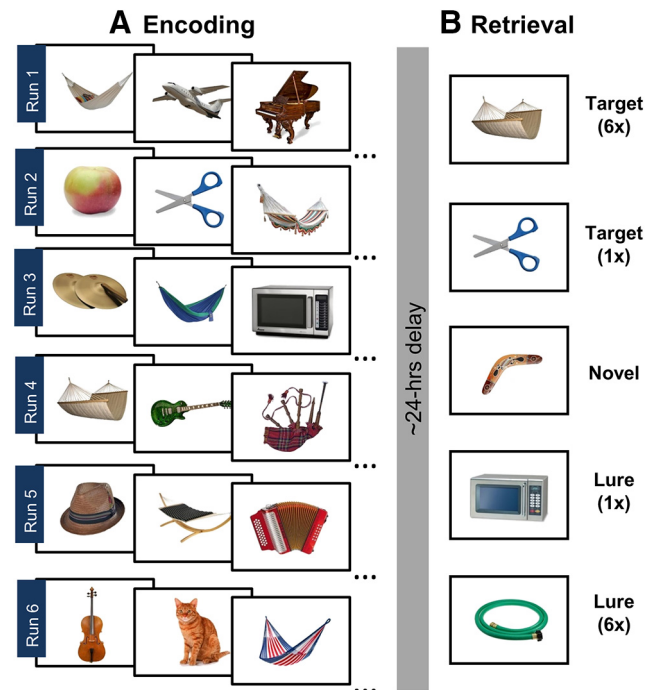 A Encoding
B Retrieval
Run 1
...
Run 2
...
Run 3
...
Run 4
...
Run 5
...
Run 6
...
~24-hrs delay
Target
(6x)
Target
(1x)
Novel
Lure
(1x)
Lure
(6x)